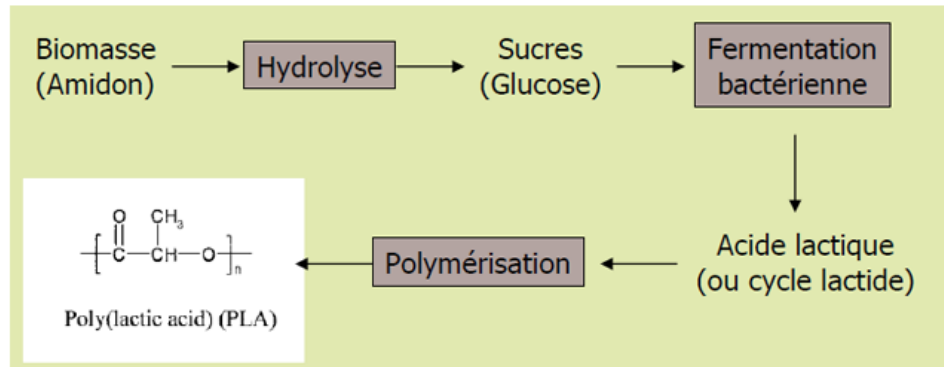 Biomasse
(Amidon)
Hydrolyse
Sucres
(Glucose)
Fermentation
bactérienne
Acide lactique
(ou cycle lactide)
Polymérisation
O CH₃
C—CH—O
n
Poly(lactic acid) (PLA)